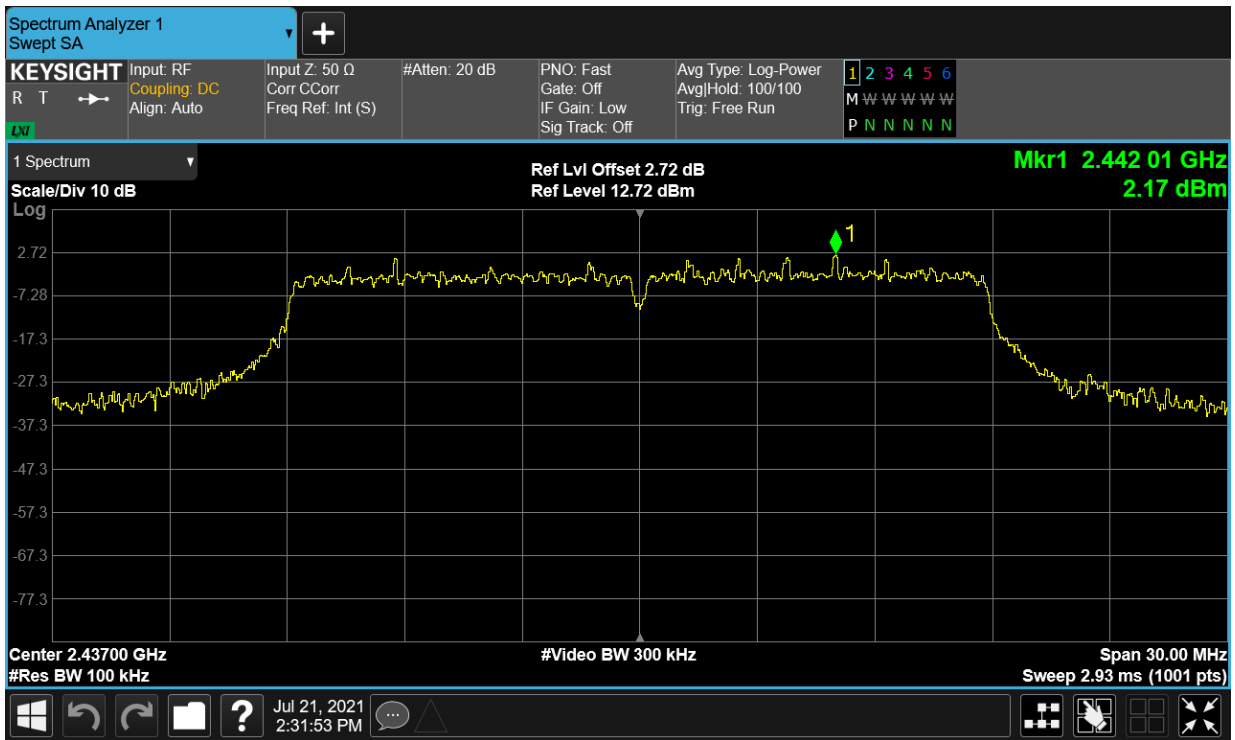 Spectrum Analyzer 1
Swept SA
+
KEYSIGHT
R T
LXI
Input: RF
Coupling: DC
Align: Auto
Input Z: 50 Ω
Corr CCorr
Freq Ref: Int (S)
#Atten: 20 dB
PNO: Fast
Gate: Off
IF Gain: Low
Sig Track: Off
Avg Type: Log-Power
Avg|Hold: 100/100
Trig: Free Run
1 2 3 4 5 6
M W W W W W
P N N N N N
1 Spectrum
Scale/Div 10 dB
Log
Ref Lvl Offset 2.72 dB
Ref Level 12.72 dBm
Mkr1 2.442 01 GHz
2.17 dBm
1
2.72
-7.28
-17.3
-27.3
-37.3
-47.3
-57.3
-67.3
-77.3
Center 2.43700 GHz
#Res BW 100 kHz
#Video BW 300 kHz
Span 30.00 MHz
Sweep 2.93 ms (1001 pts)
?
Jul 21, 2021
2:31:53 PM